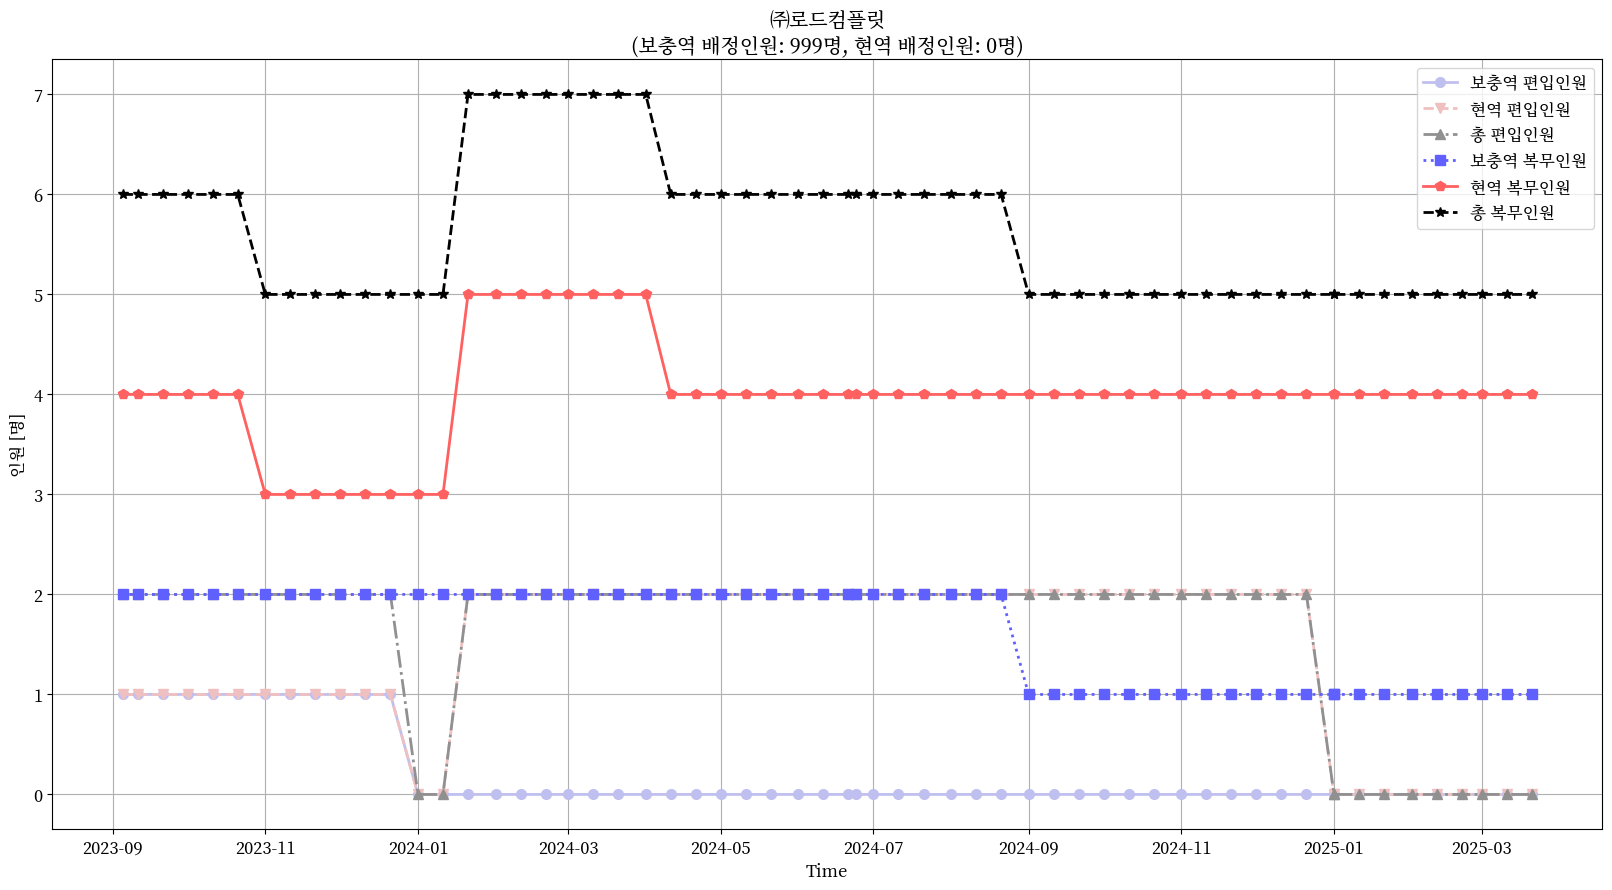 ㈜로드컴플릿
(보충역 배정인원: 999명, 현역 배정인원: 0명)
보충역 편입인원
현역 편입인원
총 편입인원
보충역 복무인원
현역 복무인원
총 복무인원
인원 [명]
7
6
5
4
3
2
1
0
2023-09
2023-11
2024-01
2024-03
2024-05
2024-07
2024-09
2024-11
2025-01
2025-03
Time